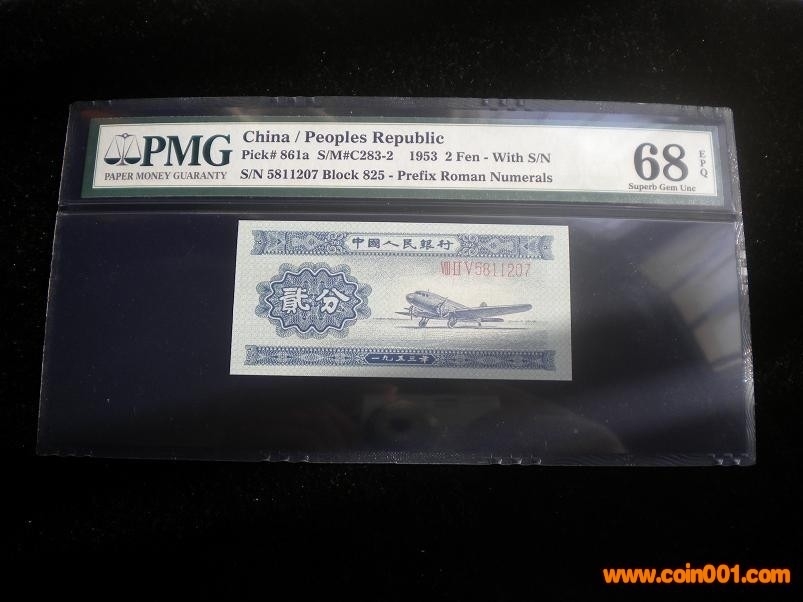 PMG
PAPER MONEY GUARANTY
China / Peoples Republic
Pick# 861a S/M#C283-2 1953 2 Fen - With S/N
S/N 5811207 Block 825 - Prefix Roman Numerals
68 EPQ
Superb Gem Unc
中國人民銀行
VIII II V 5811207
貳分
一九五三年
www.coin001.com